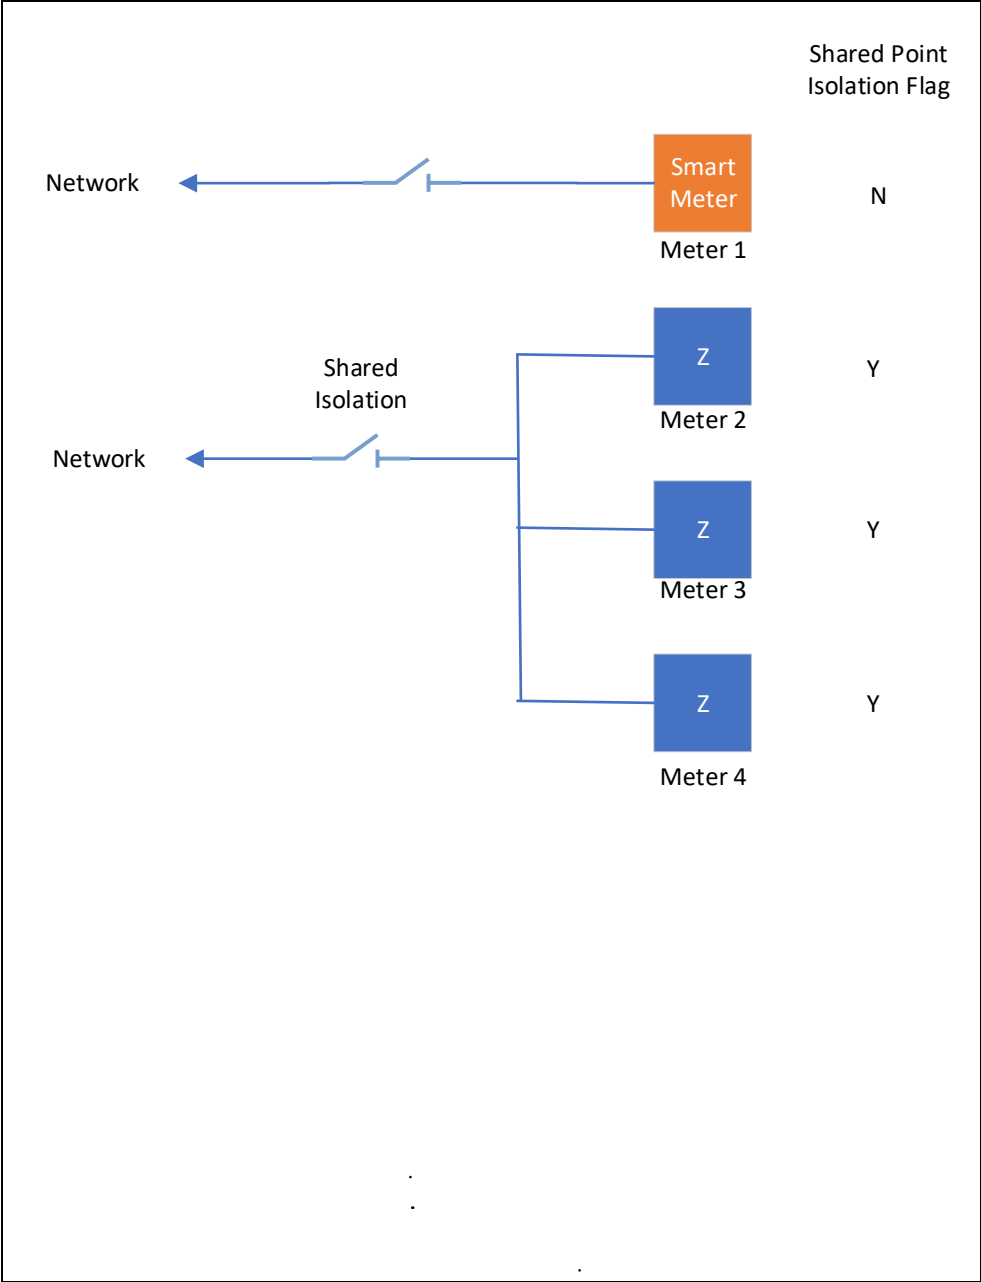 Shared Point
Isolation Flag
Smart
Meter
Network
N
Meter 1
Z
Y
Shared
Isolation
Meter 2
Network
Z
Y
Meter 3
Z
Y
Meter 4